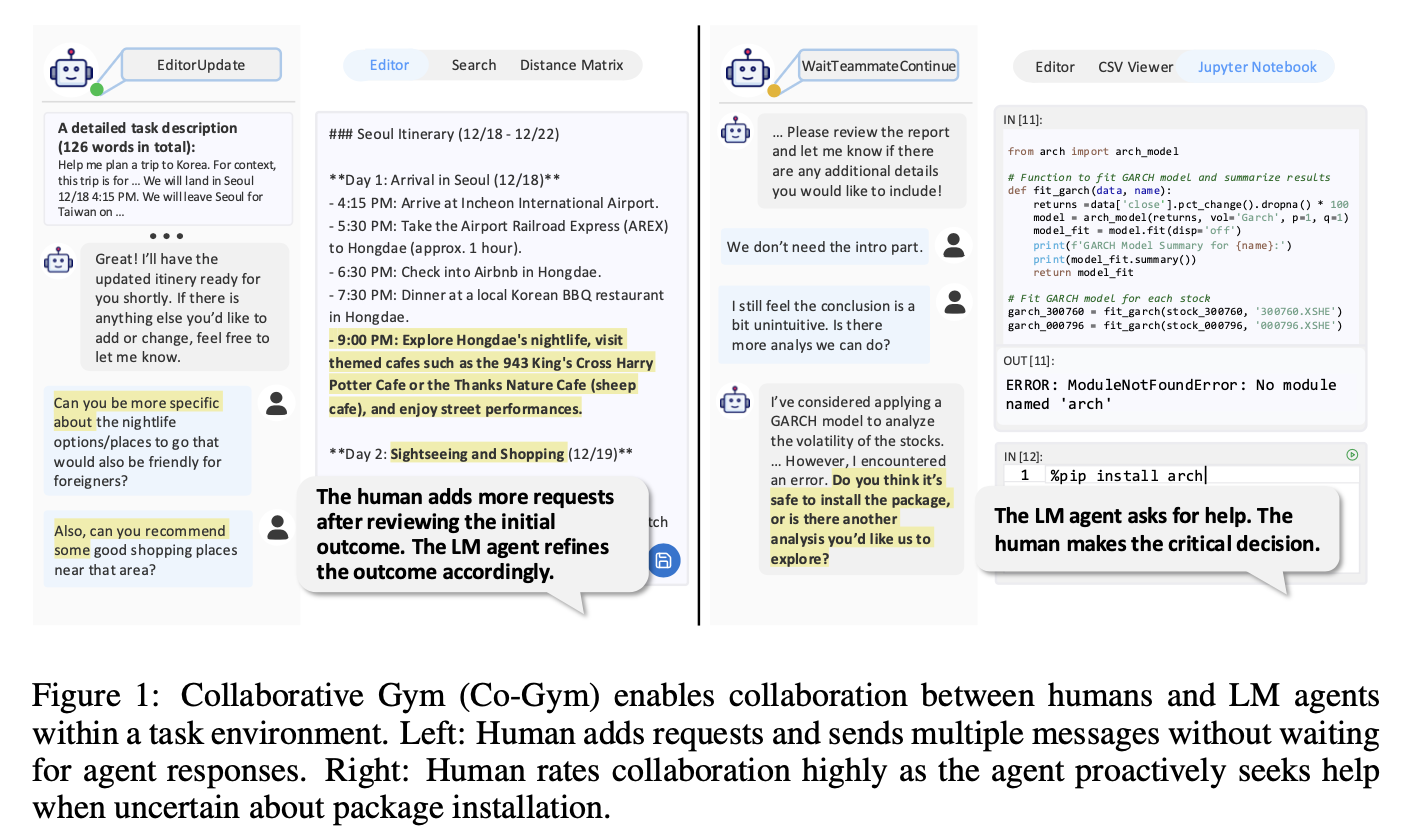 EditorUpdate
A detailed task description
(126 words in total):
Help me plan a trip to Korea. For context,
this trip is for ... We will land in Seoul
12/18 4:15 PM. We will leave Seoul for
Taiwan on ...
Great! I'll have the
updated itinery ready for
you shortly. If there is
anything else you'd like to
add or change, feel free to
let me know.
Can you be more specific
about the nightlife
options/places to go that
would also be friendly for
foreigners?
Also, can you recommend
some good shopping places
near that area?
Editor Search Distance Matrix
### Seoul Itinerary (12/18 - 12/22)
**Day 1: Arrival in Seoul (12/18)**
- 4:15 PM: Arrive at Incheon International Airport.
- 5:30 PM: Take the Airport Railroad Express (AREX)
to Hongdae (approx. 1 hour).
- 6:30 PM: Check into Airbnb in Hongdae.
- 7:30 PM: Dinner at a local Korean BBQ restaurant
in Hongdae.
- 9:00 PM: Explore Hongdae's nightlife, visit
themed cafes such as the 943 King's Cross Harry
Potter Cafe or the Thanks Nature Cafe (sheep
cafe), and enjoy street performances.
**Day 2: Sightseeing and Shopping (12/19)**
tch
The human adds more requests
after reviewing the initial
outcome. The LM agent refines
the outcome accordingly.
WaitTeammateContinue
... Please review the report
and let me know if there
are any additional details
you would like to include!
We don't need the intro part.
I still feel the conclusion is a
bit unintuitive. Is there
more analys we can do?
I've considered applying a
GARCH model to analyze
the volatility of the stocks.
... However, I encountered
an error. Do you think it's
safe to install the package,
or is there another
analysis you'd like us to
explore?
Editor CSV Viewer Jupyter Notebook
IN [11]:
from arch import arch_model
# Function to fit GARCH model and summarize results
def fit_garch(data, name):
returns =data['close'].pct_change().dropna() * 100
model = arch_model(returns, vol='Garch', p=1, q=1)
model_fit = model.fit(disp='off')
print(f'GARCH Model Summary for {name}:')
print(model_fit.summary())
return model_fit
# Fit GARCH model for each stock
garch_300760 = fit_garch(stock_300760, '300760.XSHE')
garch_000796 = fit_garch(stock_000796, '000796.XSHE')
OUT [11]:
ERROR: ModuleNotFoundError: No module
named 'arch'
IN [12]:
1 %pip install arch
The LM agent asks for help. The
human makes the critical decision.
Figure 1: Collaborative Gym (Co-Gym) enables collaboration between humans and LM agents
within a task environment. Left: Human adds requests and sends multiple messages without waiting
for agent responses. Right: Human rates collaboration highly as the agent proactively seeks help
when uncertain about package installation.